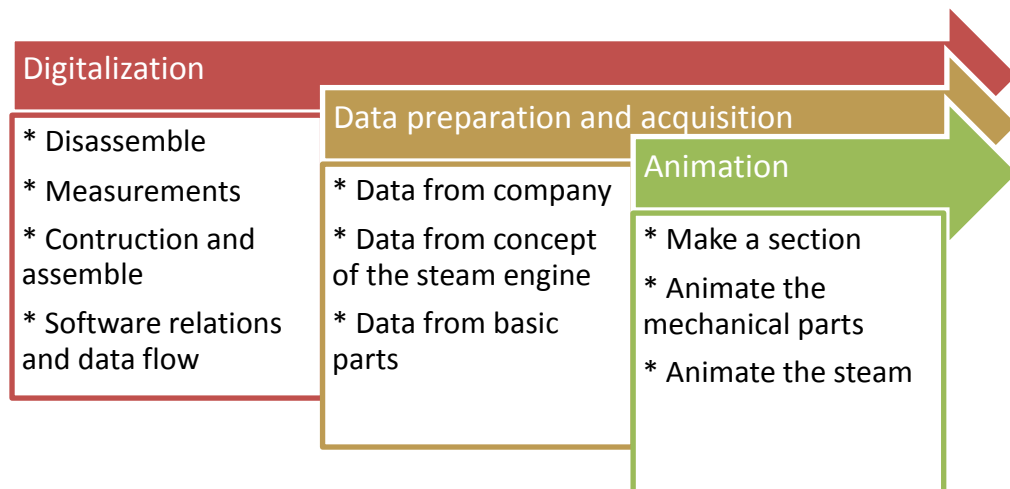 Digitalization
* Disassemble
* Measurements
* Contruction and
assemble
* Software relations
and data flow
Data preparation and acquisition
* Data from company
* Data from concept
of the steam engine
* Data from basic
parts
Animation
* Make a section
* Animate the
mechanical parts
* Animate the steam